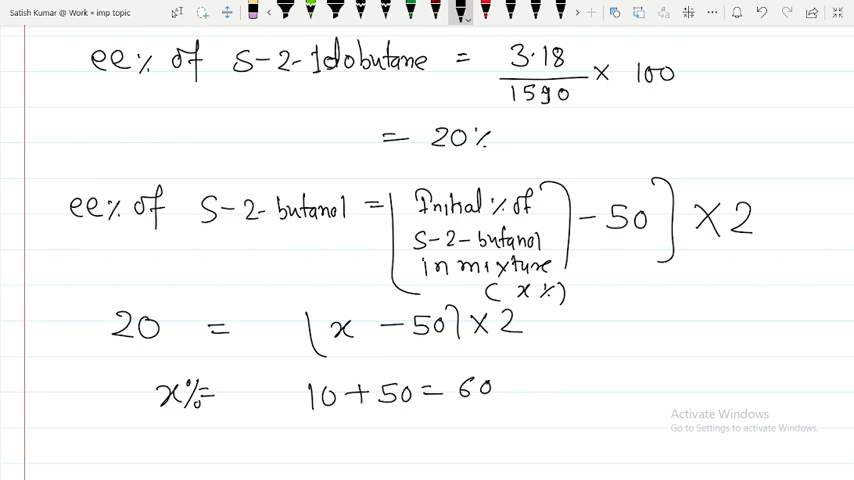 Satish Kumar @ Work » imp topic
ee% of S-2-Idobutane = 3.18 / 1590 × 100
= 20%
ee% of S-2-butanol = [(Initial % of S-2-butanol in mixture (x%)) - 50] × 2
20 = (x - 50) × 2
x% = 10 + 50 = 60
Activate Windows
Go to Settings to activate Windows.